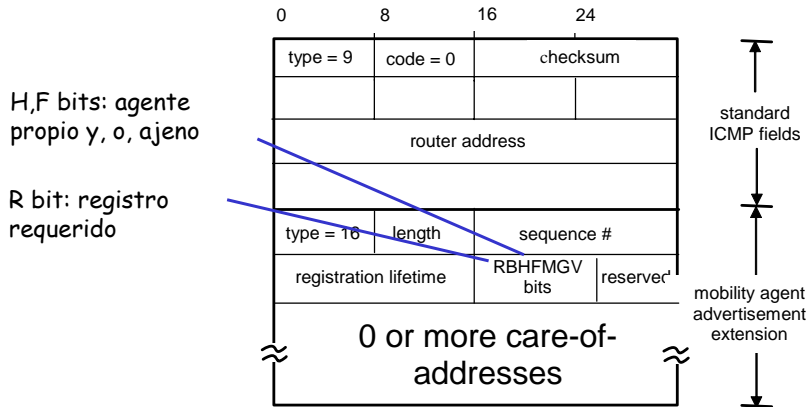 0 8 16 24
type = 9 code = 0 checksum
H,F bits: agente
propio y, o, ajeno
standard
ICMP fields
router address
R bit: registro
requerido
type = 16 length sequence #
registration lifetime RBHFMGV
bits reserved
mobility agent
advertisement
extension
0 or more care-of-
addresses